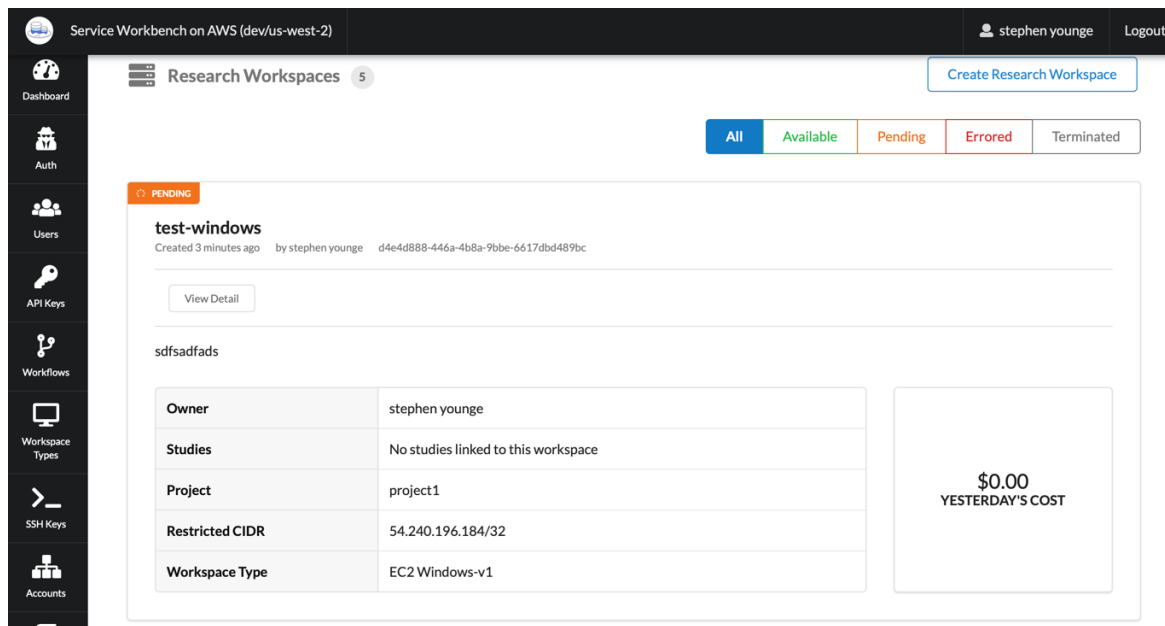 Service Workbench on AWS (dev/us-west-2)
stephen younge
Logout
Dashboard
Auth
Users
API Keys
Workflows
Workspace
Types
SSH Keys
Accounts
Research Workspaces 5
Create Research Workspace
All
Available
Pending
Errored
Terminated
PENDING
test-windows
Created 3 minutes ago by stephen younge d4e4d888-446a-4b8a-9bbe-6617dbd489bc
View Detail
sdfsadfads
Owner stephen younge
Studies No studies linked to this workspace
Project project1
Restricted CIDR 54.240.196.184/32
Workspace Type EC2 Windows-v1
$0.00
YESTERDAY'S COST